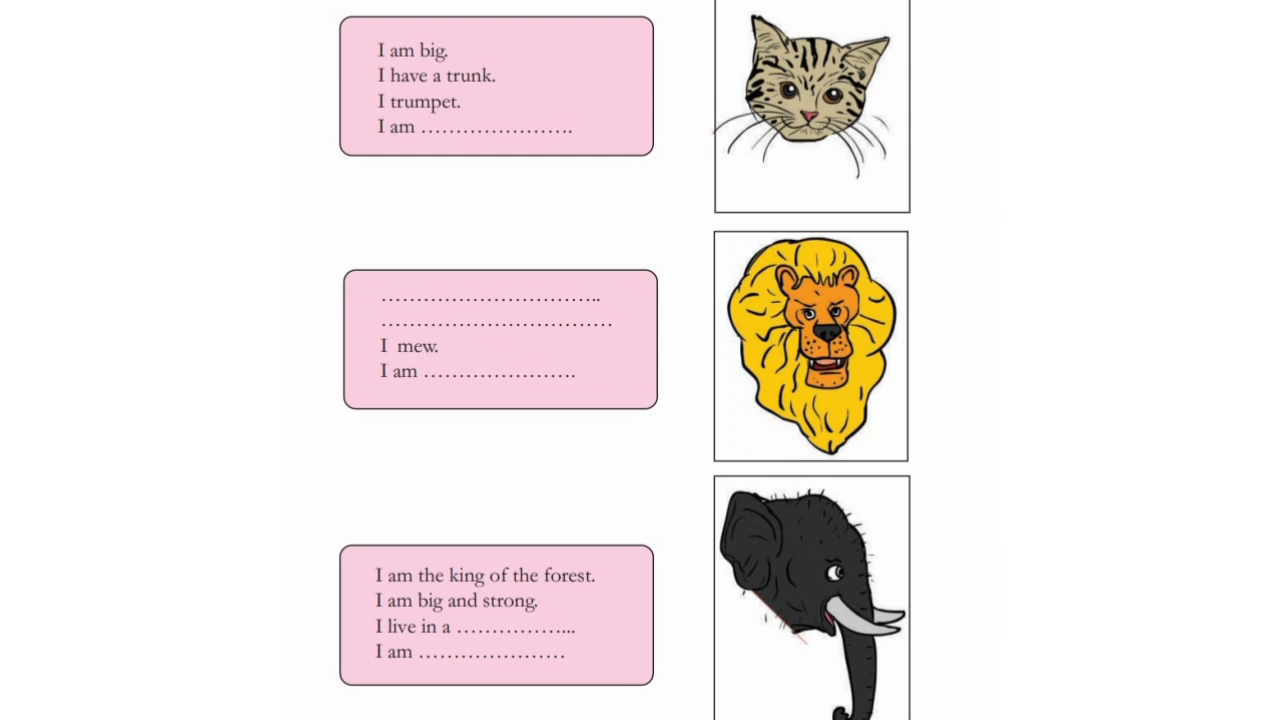 I am big.
I have a trunk.
I trumpet.
I am ………………….
………………………..
……………………………
I  mew.
I am ………………….
I am the king of the forest.
I am big and strong.
I live in a ……………...
I am …………………